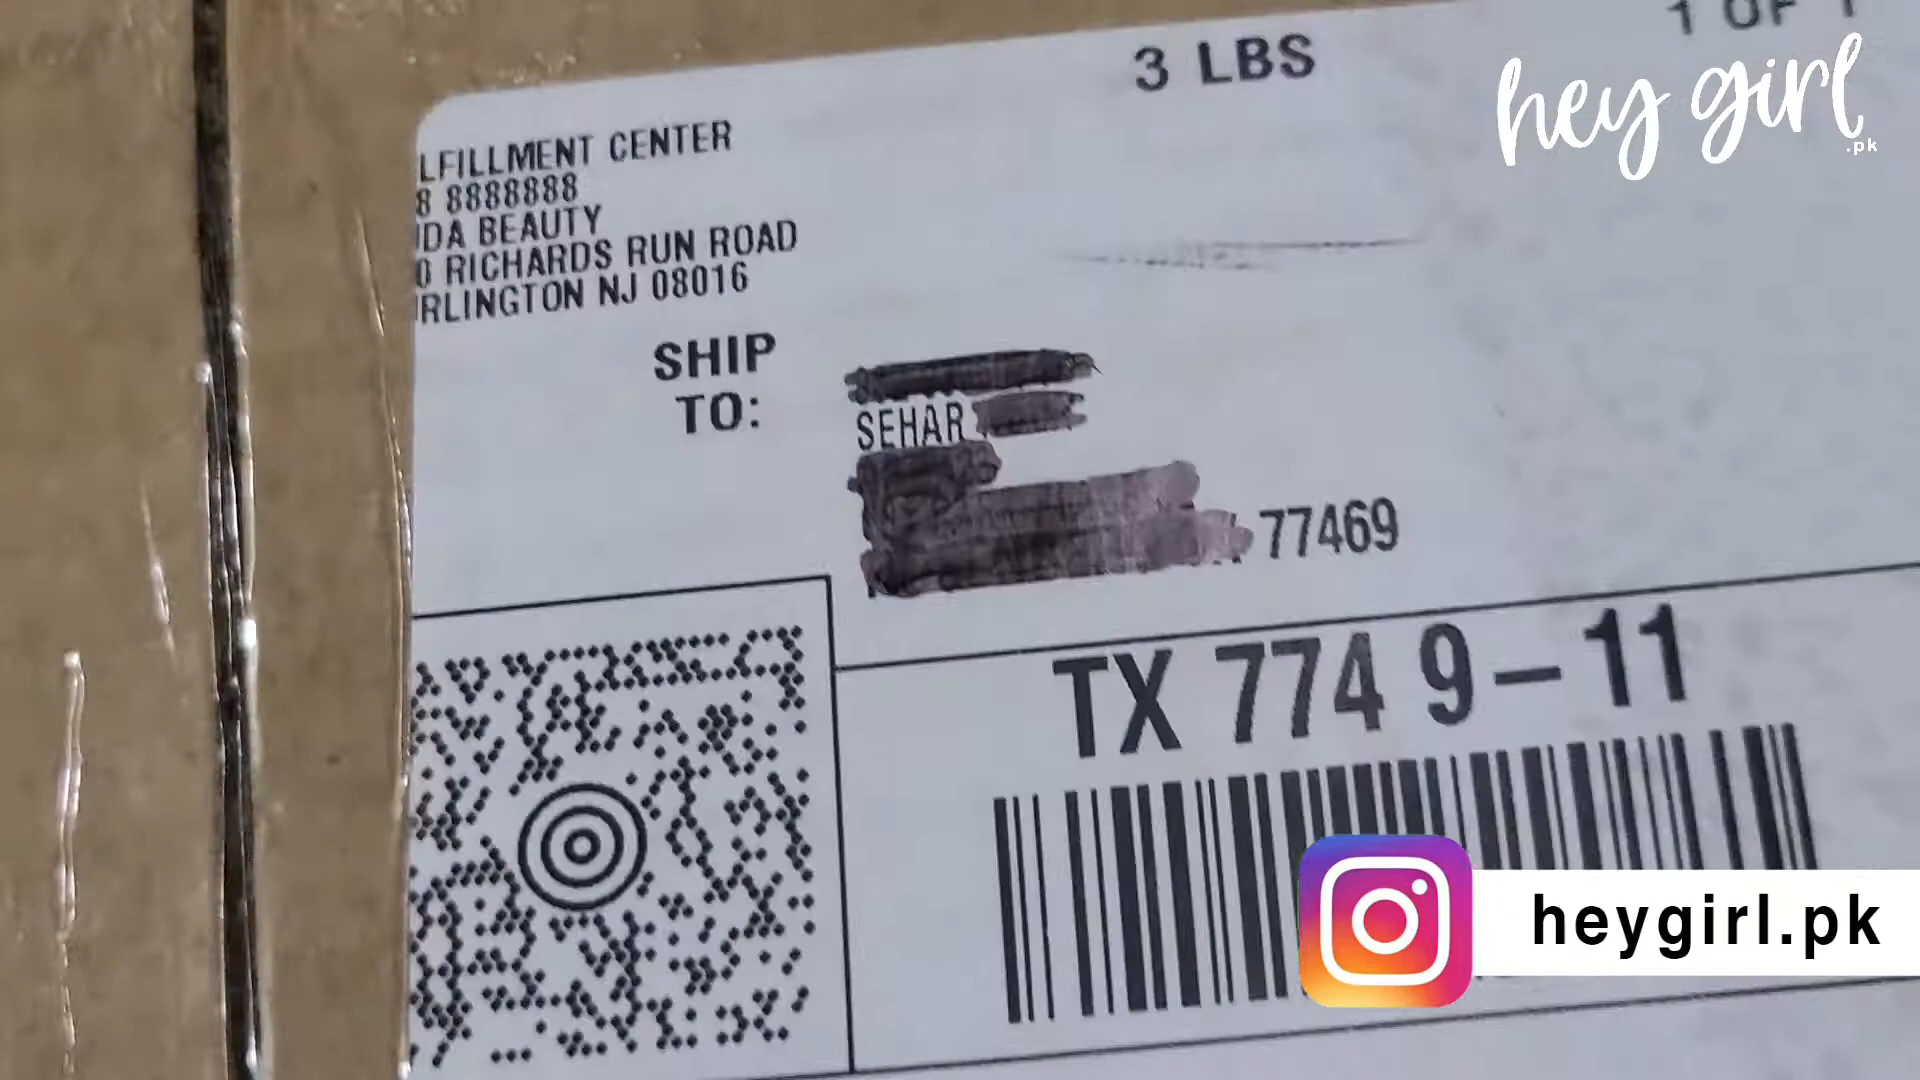 3 LBS
1 OF 1
hey girl
.pk
LFILLMENT CENTER
8 8888888
DA BEAUTY
0 RICHARDS RUN ROAD
RLINGTON NJ 08016
SHIP
TO:
SEHAR
77469
TX 774 9-11
heygirl.pk